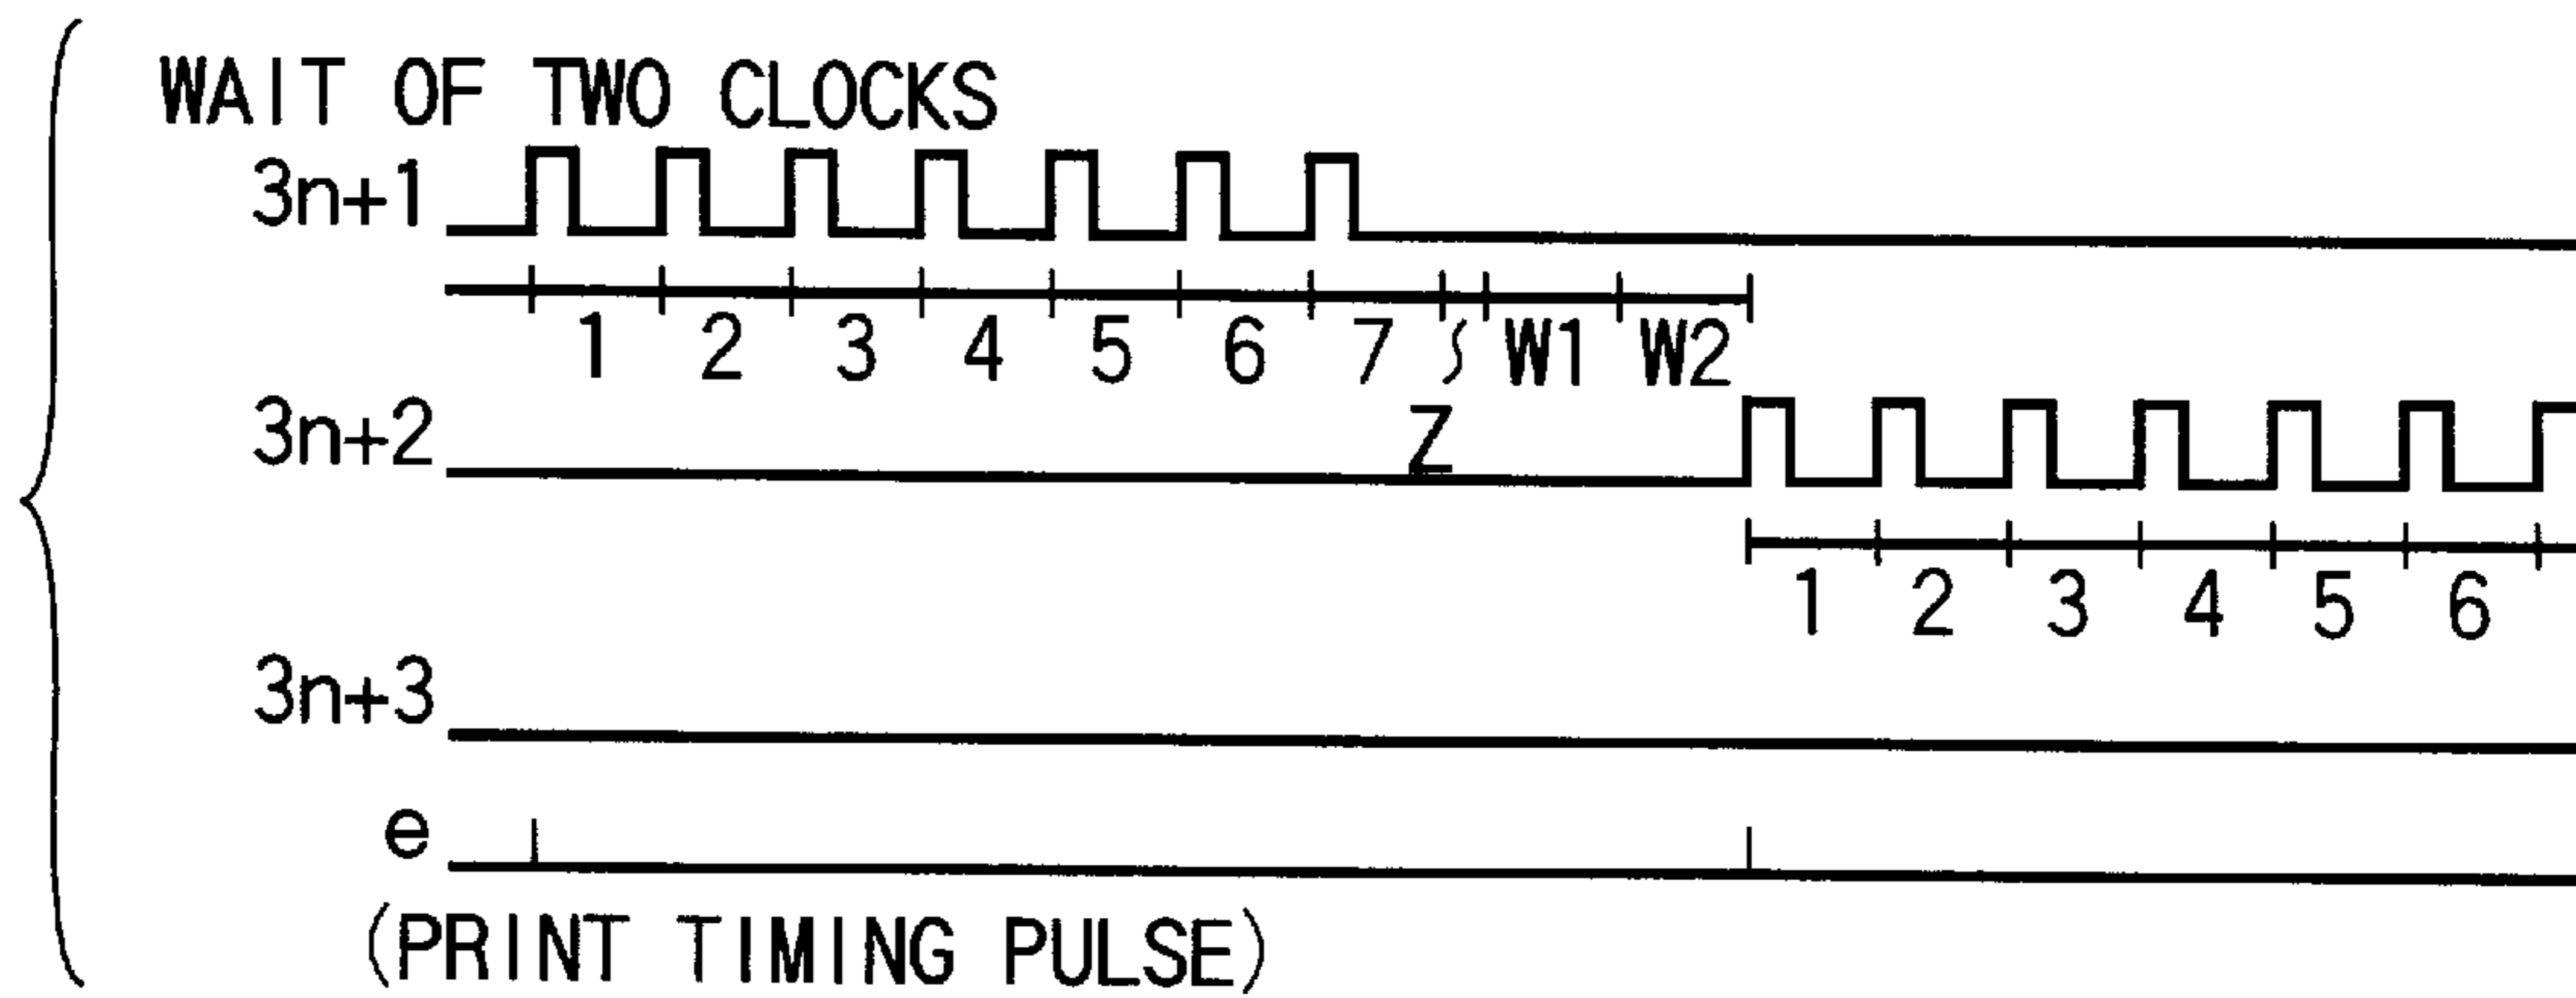 WAIT OF TWO CLOCKS
3n+1
1 2 3 4 5 6 7 ∫ W1 W2
3n+2
Z
1 2 3 4 5 6
3n+3
e
(PRINT TIMING PULSE)